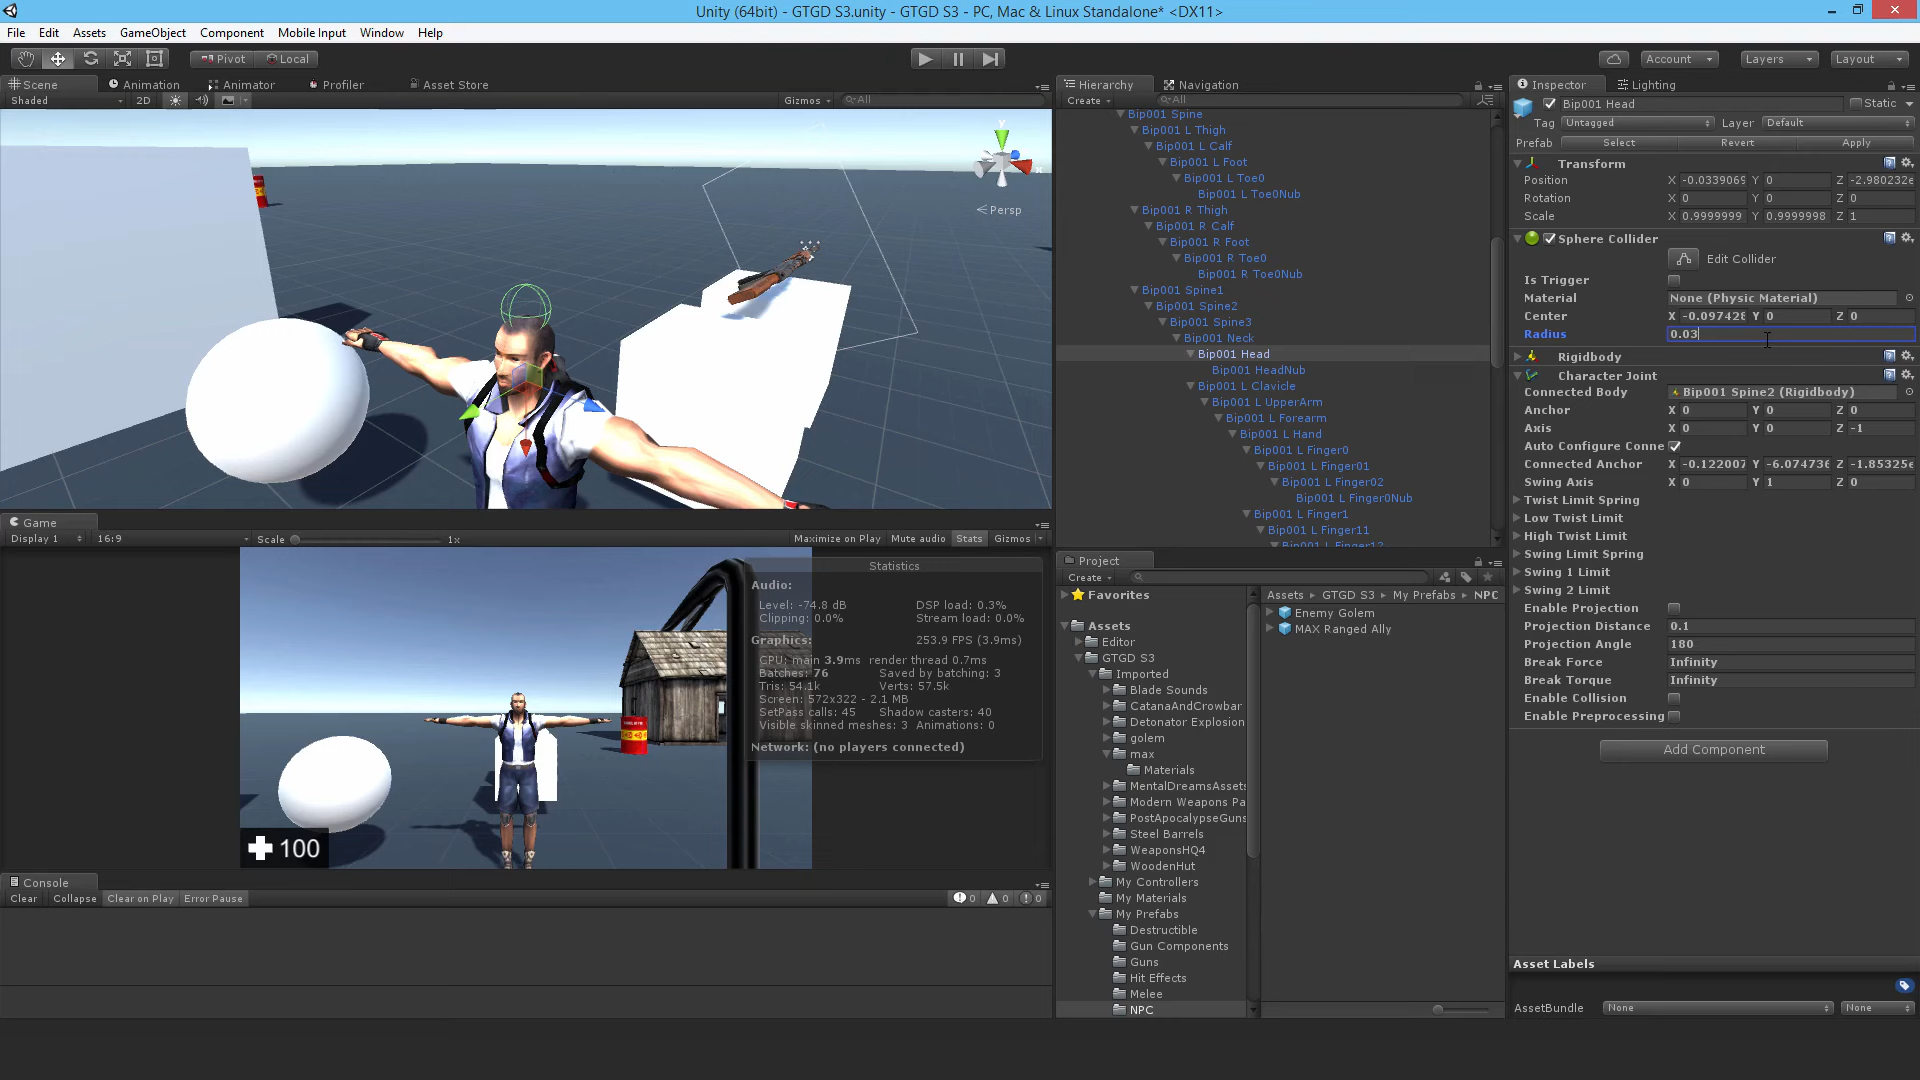 Unity (64bit) - GTGD S3.unity - GTGD S3 - PC, Mac & Linux Standalone* <DX11>
File Edit Assets GameObject Component Mobile Input Window Help
Pivot Local Account Layers Layout
Scene Animation Animator Profiler Asset Store
Shaded 2D Gizmos All
Persp
Game
Display 1 16:9 Scale 1x Maximize on Play Mute audio Stats Gizmos
Statistics
Audio:
Level: -74.8 dB DSP load: 0.3%
Clipping: 0.0% Stream load: 0.0%
Graphics: 253.9 FPS (3.9ms)
CPU: main 3.9ms render thread 0.7ms
Batches: 76 Saved by batching: 3
Tris: 54.1k Verts: 57.5k
Screen: 572x322 - 2.1 MB
SetPass calls: 45 Shadow casters: 40
Visible skinned meshes: 3 Animations: 0
Network: (no players connected)
100
Console
Clear Collapse Clear on Play Error Pause 0 0 0
Hierarchy Navigation
Create All
Bip001 Spine
Bip001 L Thigh
Bip001 L Calf
Bip001 L Foot
Bip001 L Toe0
Bip001 L Toe0Nub
Bip001 R Thigh
Bip001 R Calf
Bip001 R Foot
Bip001 R Toe0
Bip001 R Toe0Nub
Bip001 Spine1
Bip001 Spine2
Bip001 Spine3
Bip001 Neck
Bip001 Head
Bip001 HeadNub
Bip001 L Clavicle
Bip001 L UpperArm
Bip001 L Forearm
Bip001 L Hand
Bip001 L Finger0
Bip001 L Finger01
Bip001 L Finger02
Bip001 L Finger0Nub
Bip001 L Finger1
Bip001 L Finger11
Bip001 L Finger12
Project
Create
Favorites
Assets
Editor
GTGD S3
Imported
Blade Sounds
CatanaAndCrowbar
Detonator Explosion
golem
max
Materials
MentalDreamsAssets
Modern Weapons Pa
PostApocalypseGuns
Steel Barrels
WeaponsHQ4
WoodenHut
My Controllers
My Materials
My Prefabs
Destructible
Gun Components
Guns
Hit Effects
Melee
NPC
Assets GTGD S3 My Prefabs NPC
Enemy Golem
MAX Ranged Ally
Inspector Lighting
Bip001 Head Static
Tag Untagged Layer Default
Prefab Select Revert Apply
Transform
Position X -0.0339069 Y 0 Z -2.980232e
Rotation X 0 Y 0 Z 0
Scale X 0.9999999 Y 0.9999998 Z 1
Sphere Collider
Edit Collider
Is Trigger
Material None (Physic Material)
Center X -0.097428 Y 0 Z 0
Radius 0.03
Rigidbody
Character Joint
Connected Body Bip001 Spine2 (Rigidbody)
Anchor X 0 Y 0 Z 0
Axis X 0 Y 0 Z -1
Auto Configure Conne
Connected Anchor X -0.122007 Y -6.074736 Z -1.85325e
Swing Axis X 0 Y 1 Z 0
Twist Limit Spring
Low Twist Limit
High Twist Limit
Swing Limit Spring
Swing 1 Limit
Swing 2 Limit
Enable Projection
Projection Distance 0.1
Projection Angle 180
Break Force Infinity
Break Torque Infinity
Enable Collision
Enable Preprocessing
Add Component
Asset Labels
AssetBundle None None